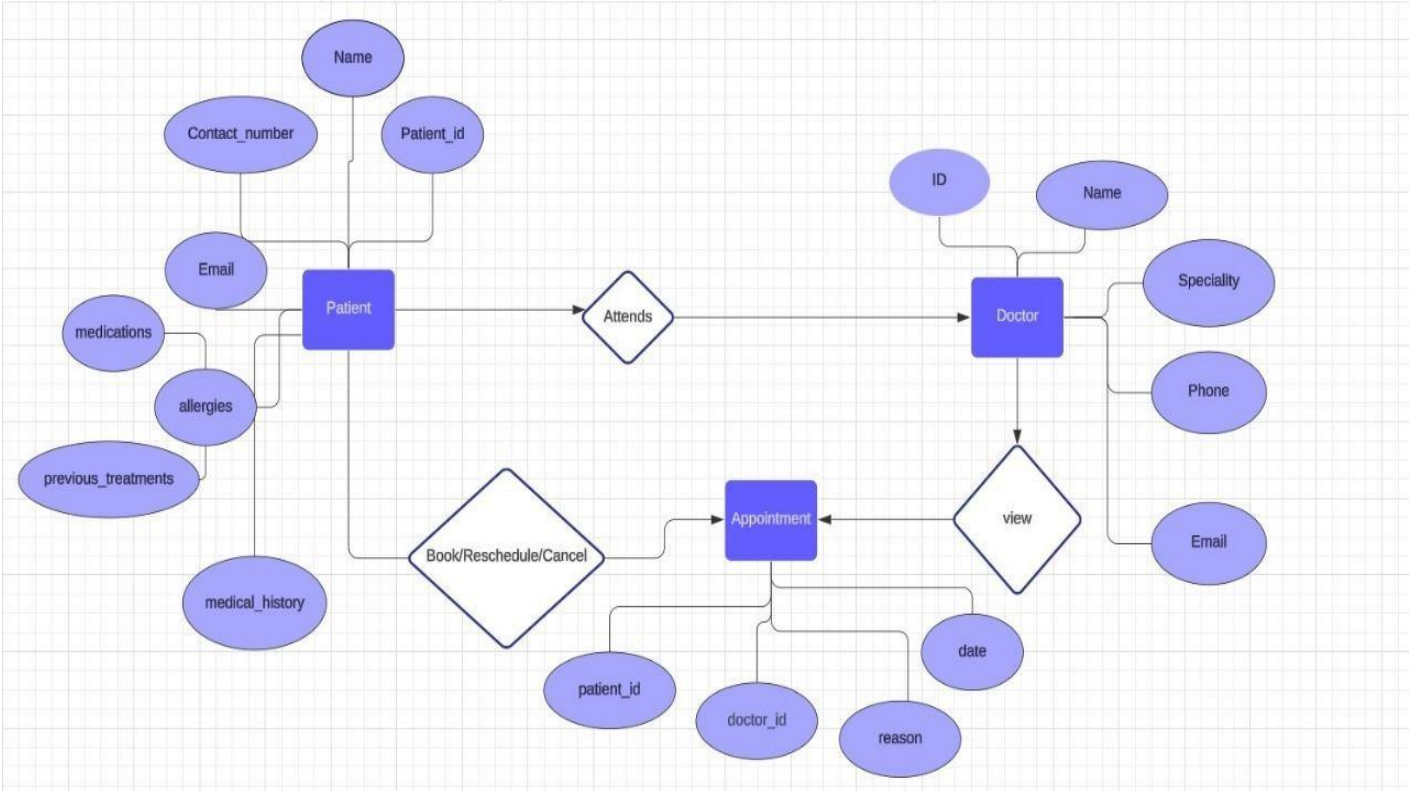 Name
Contact_number
Patient_id
ID
Name
Email
Speciality
Patient
Attends
Doctor
medications
Phone
allergies
previous_treatments
Appointment
view
Email
Book/Reschedule/Cancel
medical_history
date
patient_id
doctor_id
reason